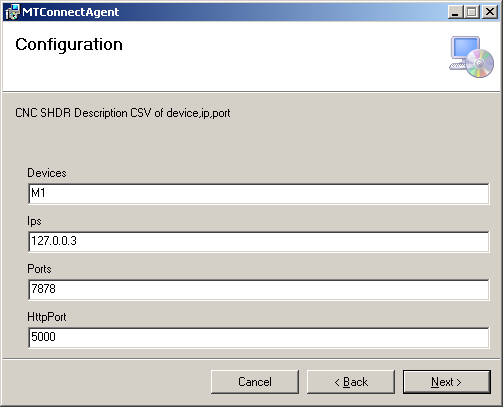 MTConnectAgent
Configuration
CNC SHDR Description CSV of device,ip,port
Devices
M1
Ips
127.0.0.3
Ports
7878
HttpPort
5000
Cancel
< Back
Next >